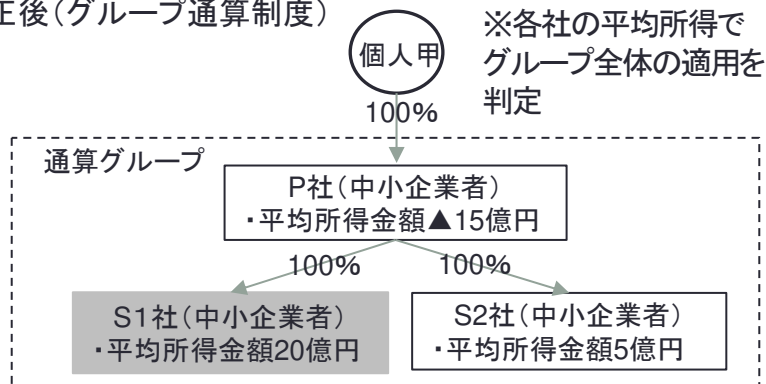 正後（グループ通算制度）
※各社の平均所得で
グループ全体の適用を
判定
個人甲
100%
通算グループ
P社（中小企業者）
・平均所得金額▲15億円
100%
100%
S1社（中小企業者）
・平均所得金額20億円
S2社（中小企業者）
・平均所得金額5億円